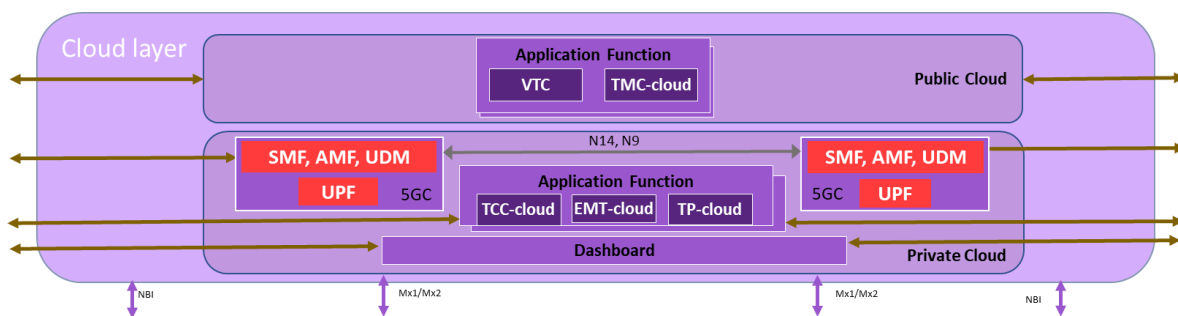 Cloud layer
Application Function
VTC
TMC-cloud
Public Cloud
N14, N9
SMF, AMF, UDM
SMF, AMF, UDM
UPF
5GC
Application Function
5GC
UPF
TCC-cloud
EMT-cloud
TP-cloud
Dashboard
Private Cloud
NBI
Mx1/Mx2
Mx1/Mx2
NBI